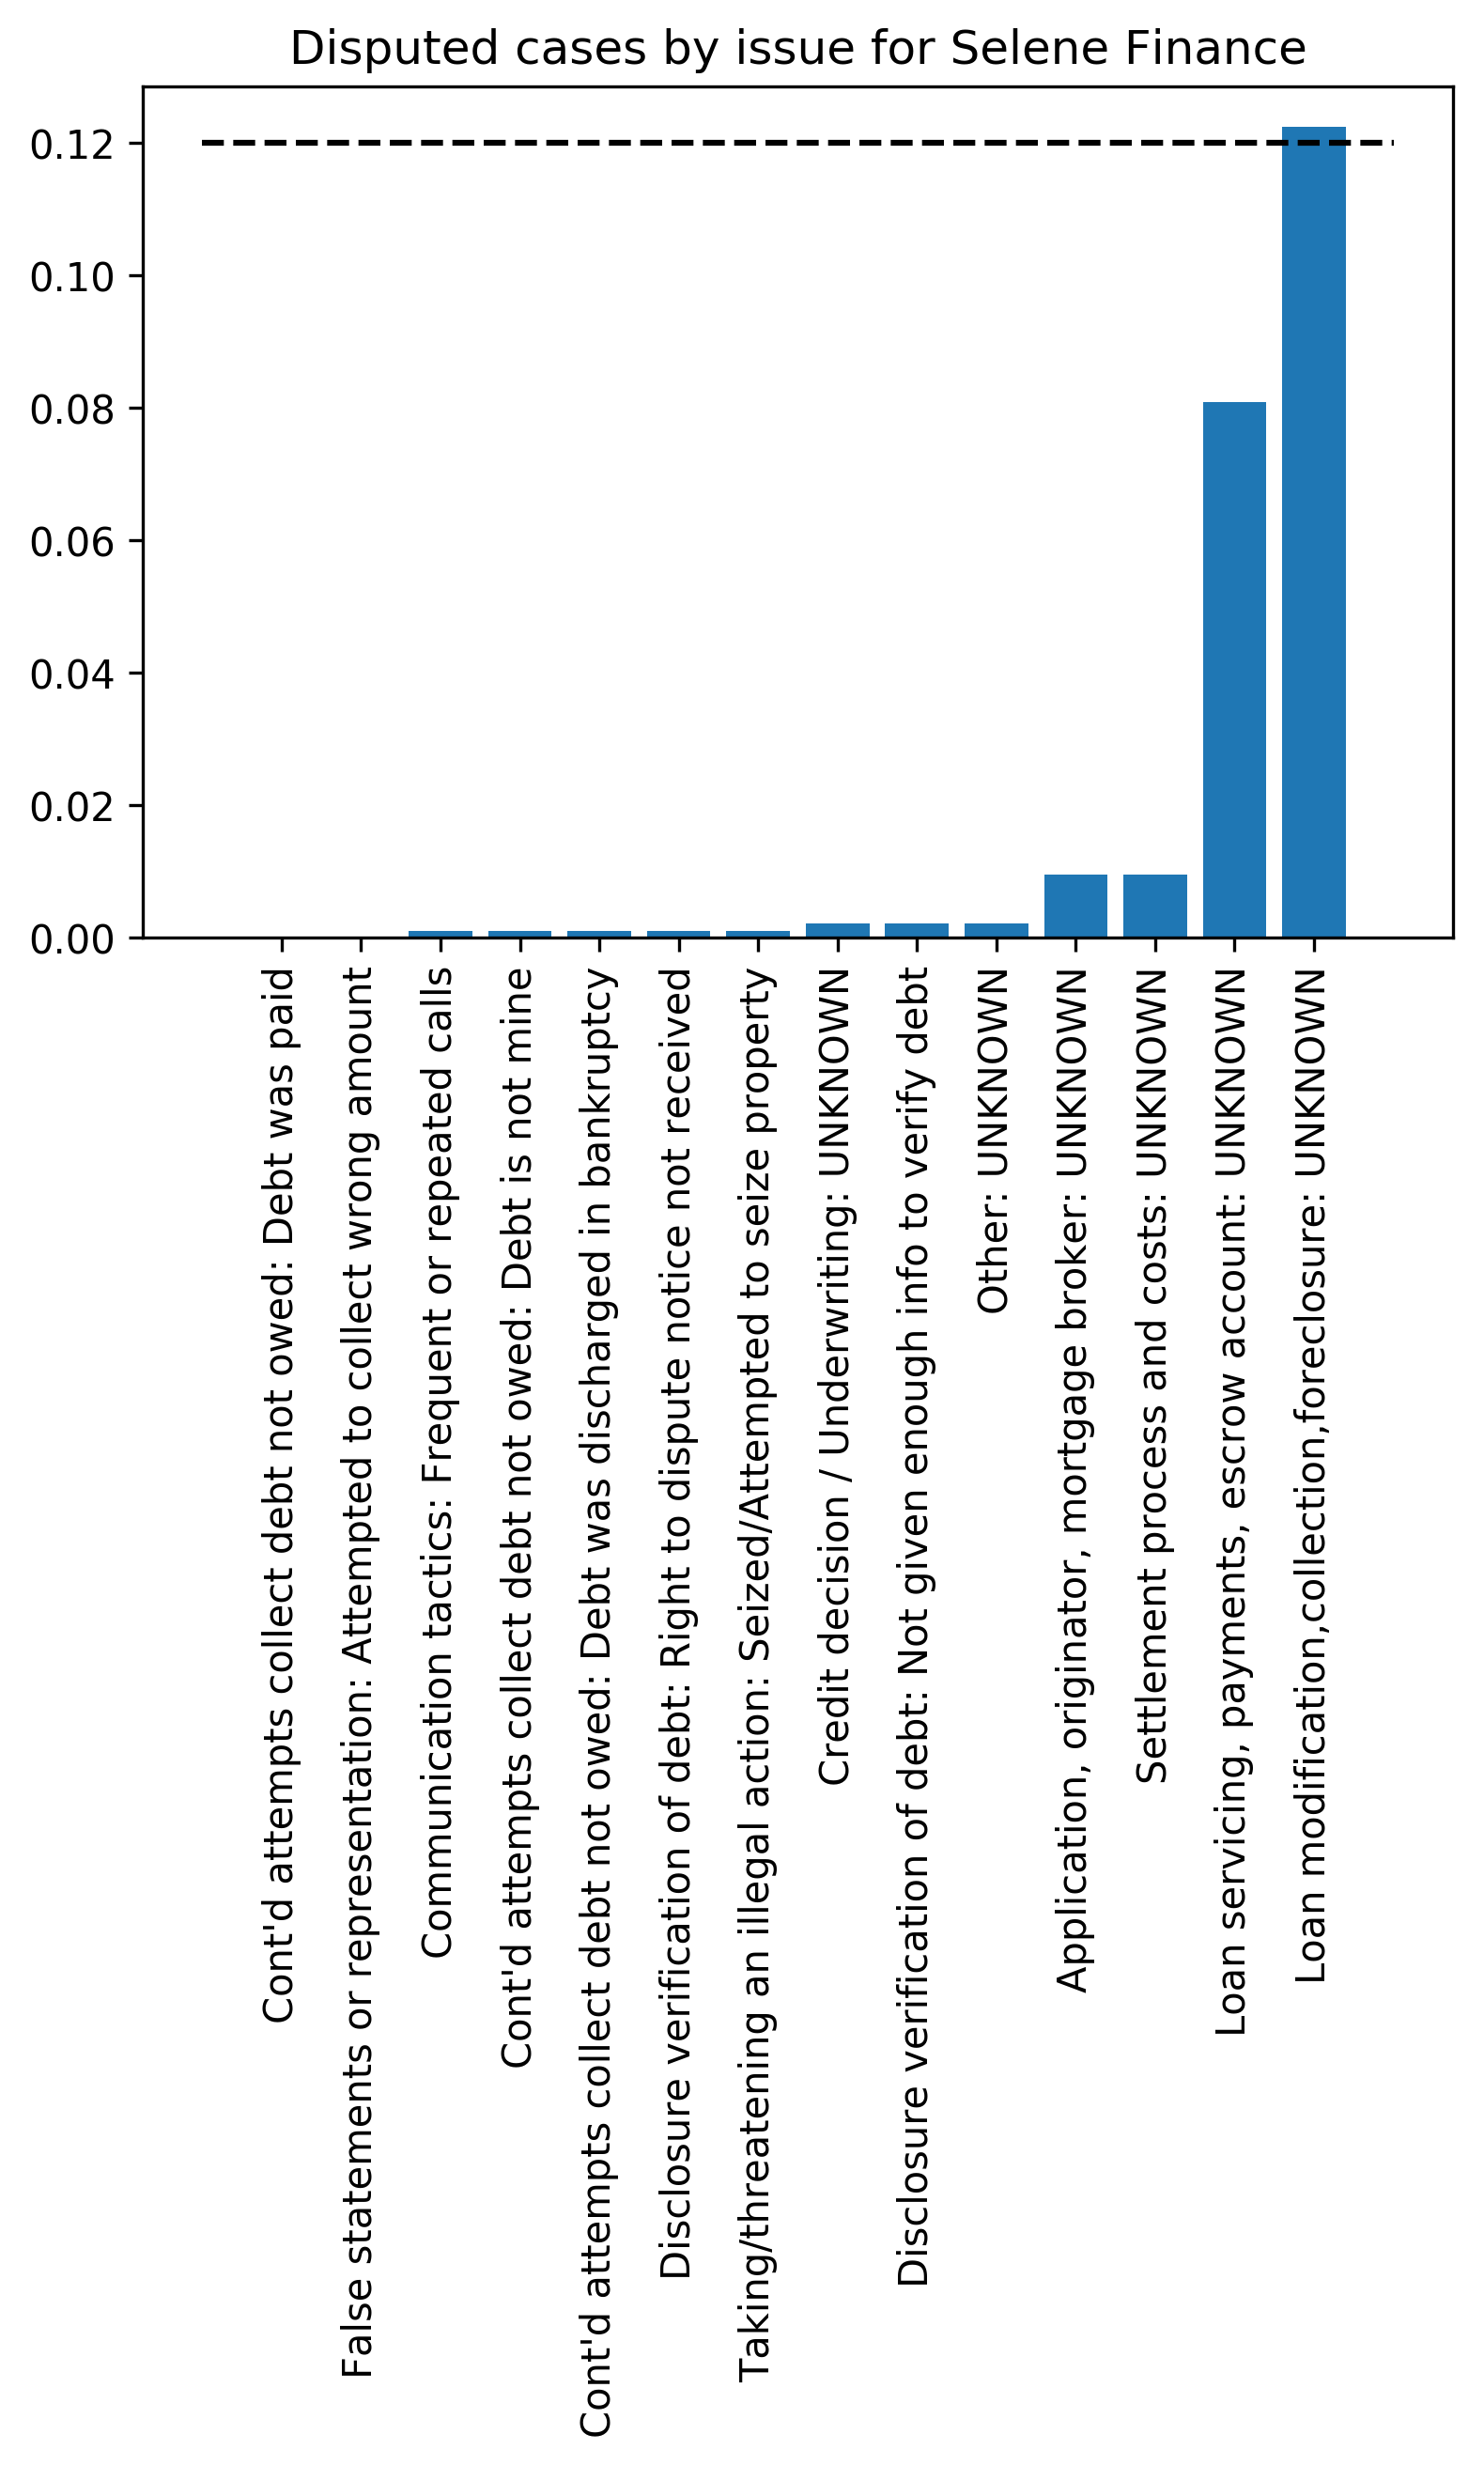 Disputed cases by issue for Selene Finance
0.12
0.10
0.08
0.06
0.04
0.02
0.00
Cont'd attempts collect debt not owed: Debt was paid
False statements or representation: Attempted to collect wrong amount
Communication tactics: Frequent or repeated calls
Cont'd attempts collect debt not owed: Debt is not mine
Cont'd attempts collect debt not owed: Debt was discharged in bankruptcy
Disclosure verification of debt: Right to dispute notice not received
Taking/threatening an illegal action: Seized/Attempted to seize property
Credit decision / Underwriting: UNKNOWN
Disclosure verification of debt: Not given enough info to verify debt
Other: UNKNOWN
Application, originator, mortgage broker: UNKNOWN
Settlement process and costs: UNKNOWN
Loan servicing, payments, escrow account: UNKNOWN
Loan modification,collection,foreclosure: UNKNOWN